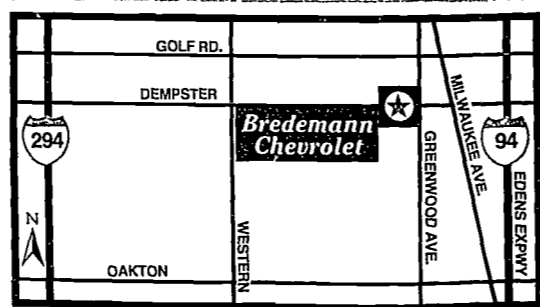 GOLF RD.
DEMPSTER
Bredemann
Chevrolet
294
94
MILWAUKEE AVE.
GREENWOOD AVE.
EDENS EXPWY
N
WESTERN
OAKTON